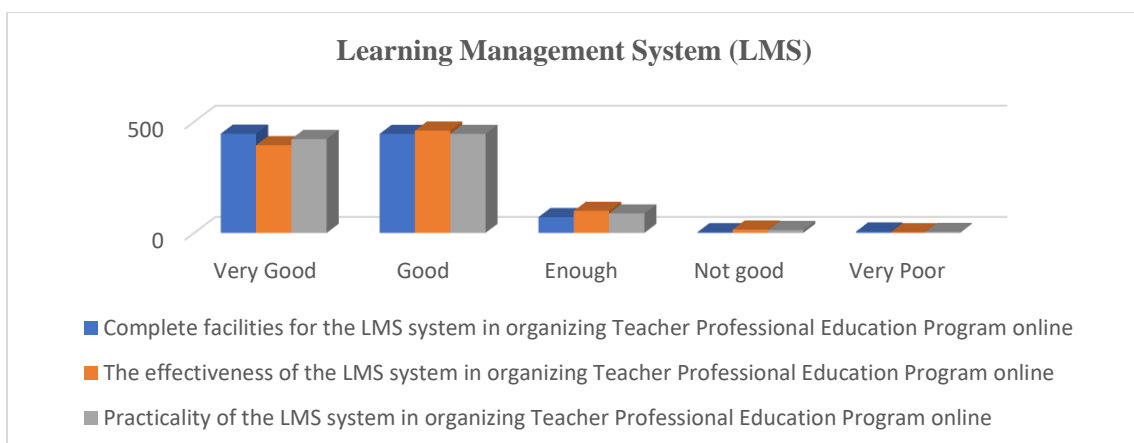 Learning Management System (LMS)
500
0
Very Good Good Enough Not good Very Poor
Complete facilities for the LMS system in organizing Teacher Professional Education Program online
The effectiveness of the LMS system in organizing Teacher Professional Education Program online
Practicality of the LMS system in organizing Teacher Professional Education Program online